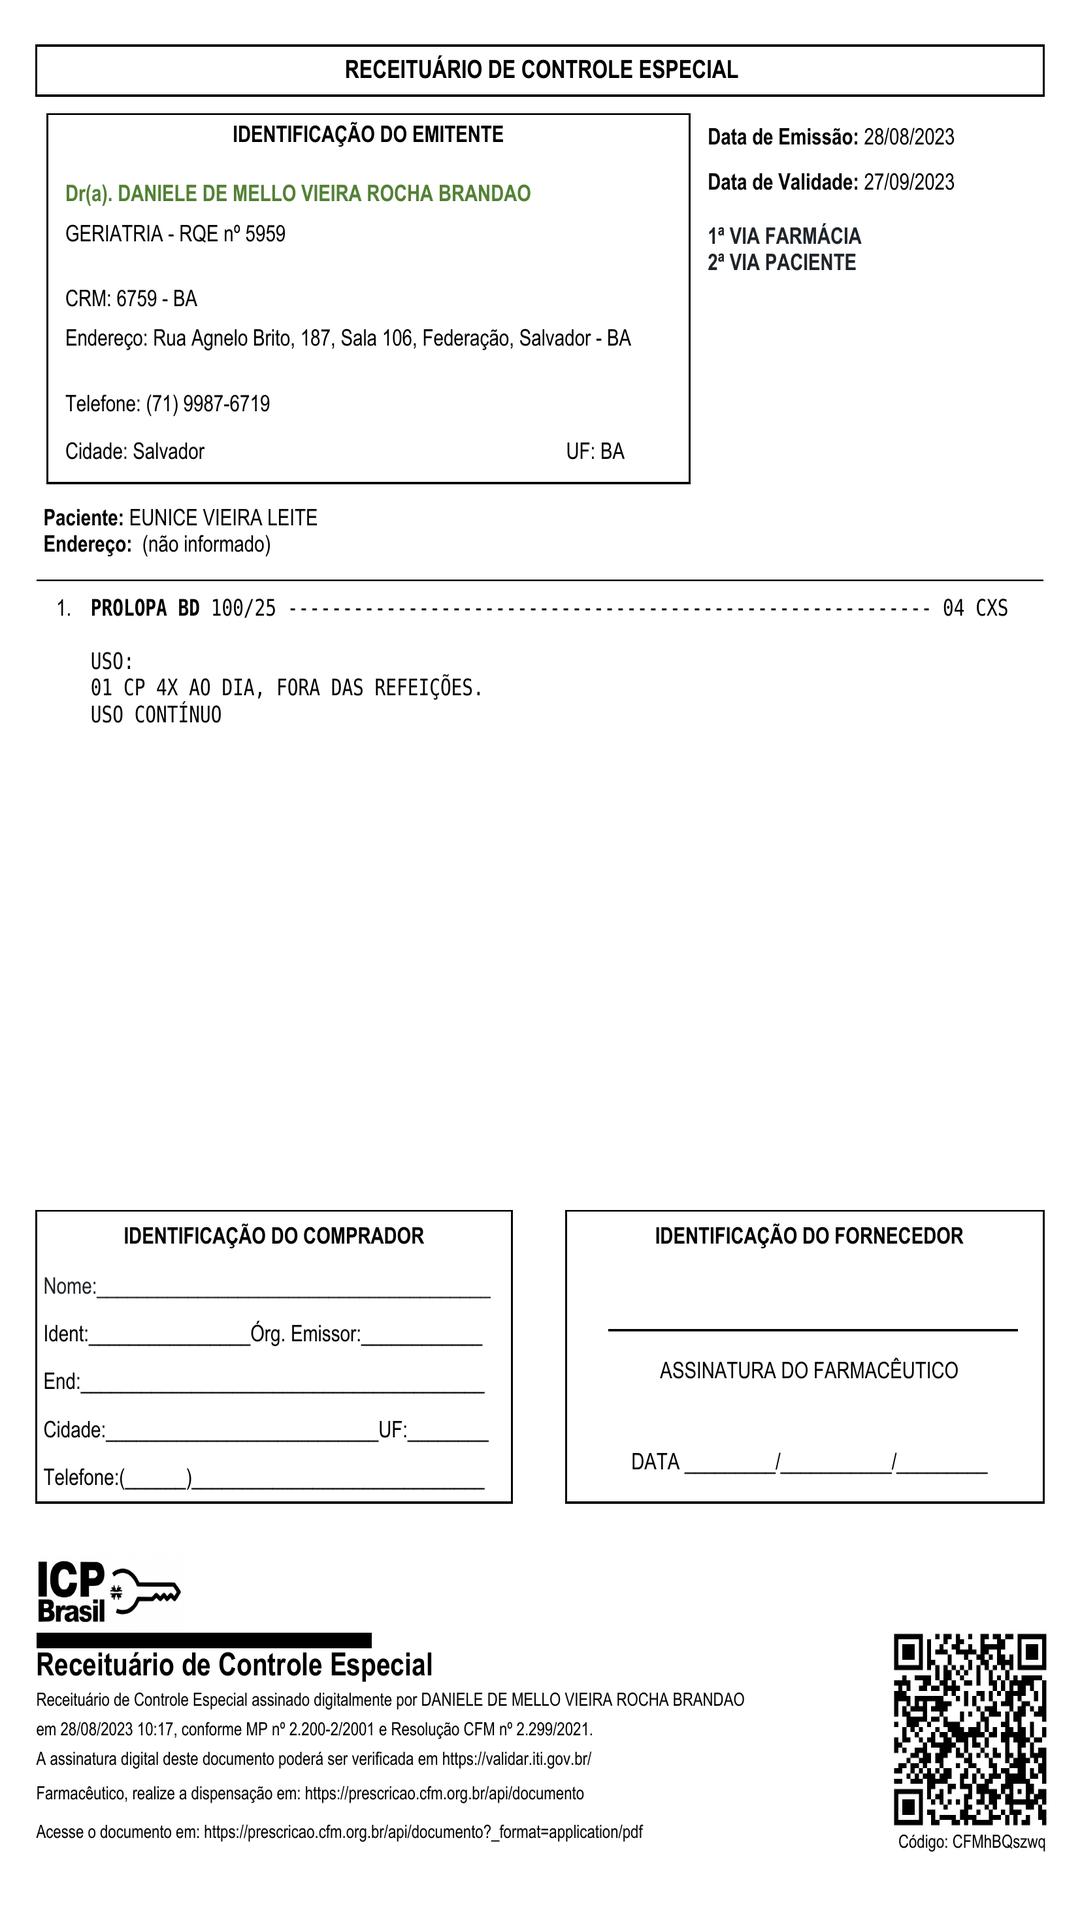 RECEITUÁRIO DE CONTROLE ESPECIAL
IDENTIFICAÇÃO DO EMITENTE
Dr(a). DANIELE DE MELLO VIEIRA ROCHA BRANDAO
GERIATRIA - RQE nº 5959
CRM: 6759 - BA
Endereço: Rua Agnelo Brito, 187, Sala 106, Federação, Salvador - BA
Telefone: (71) 9987-6719
Cidade: Salvador UF: BA
Data de Emissão: 28/08/2023
Data de Validade: 27/09/2023
1ª VIA FARMÁCIA
2ª VIA PACIENTE
Paciente: EUNICE VIEIRA LEITE
Endereço: (não informado)
1. PROLOPA BD 100/25 ----------------------------------------------------------- 04 CXS
USO:
01 CP 4X AO DIA, FORA DAS REFEIÇÕES.
USO CONTÍNUO
IDENTIFICAÇÃO DO COMPRADOR
Nome:_______________________________________
Ident:________________Órg. Emissor:____________
End:________________________________________
Cidade:___________________________UF:________
Telefone:(______)_____________________________
IDENTIFICAÇÃO DO FORNECEDOR
ASSINATURA DO FARMACÊUTICO
DATA _________/___________/_________
ICP
Brasil
Receituário de Controle Especial
Receituário de Controle Especial assinado digitalmente por DANIELE DE MELLO VIEIRA ROCHA BRANDAO
em 28/08/2023 10:17, conforme MP nº 2.200-2/2001 e Resolução CFM nº 2.299/2021.
A assinatura digital deste documento poderá ser verificada em https://validar.iti.gov.br/
Farmacêutico, realize a dispensação em: https://prescricao.cfm.org.br/api/documento
Acesse o documento em: https://prescricao.cfm.org.br/api/documento?_format=application/pdf
Código: CFMhBQszwq